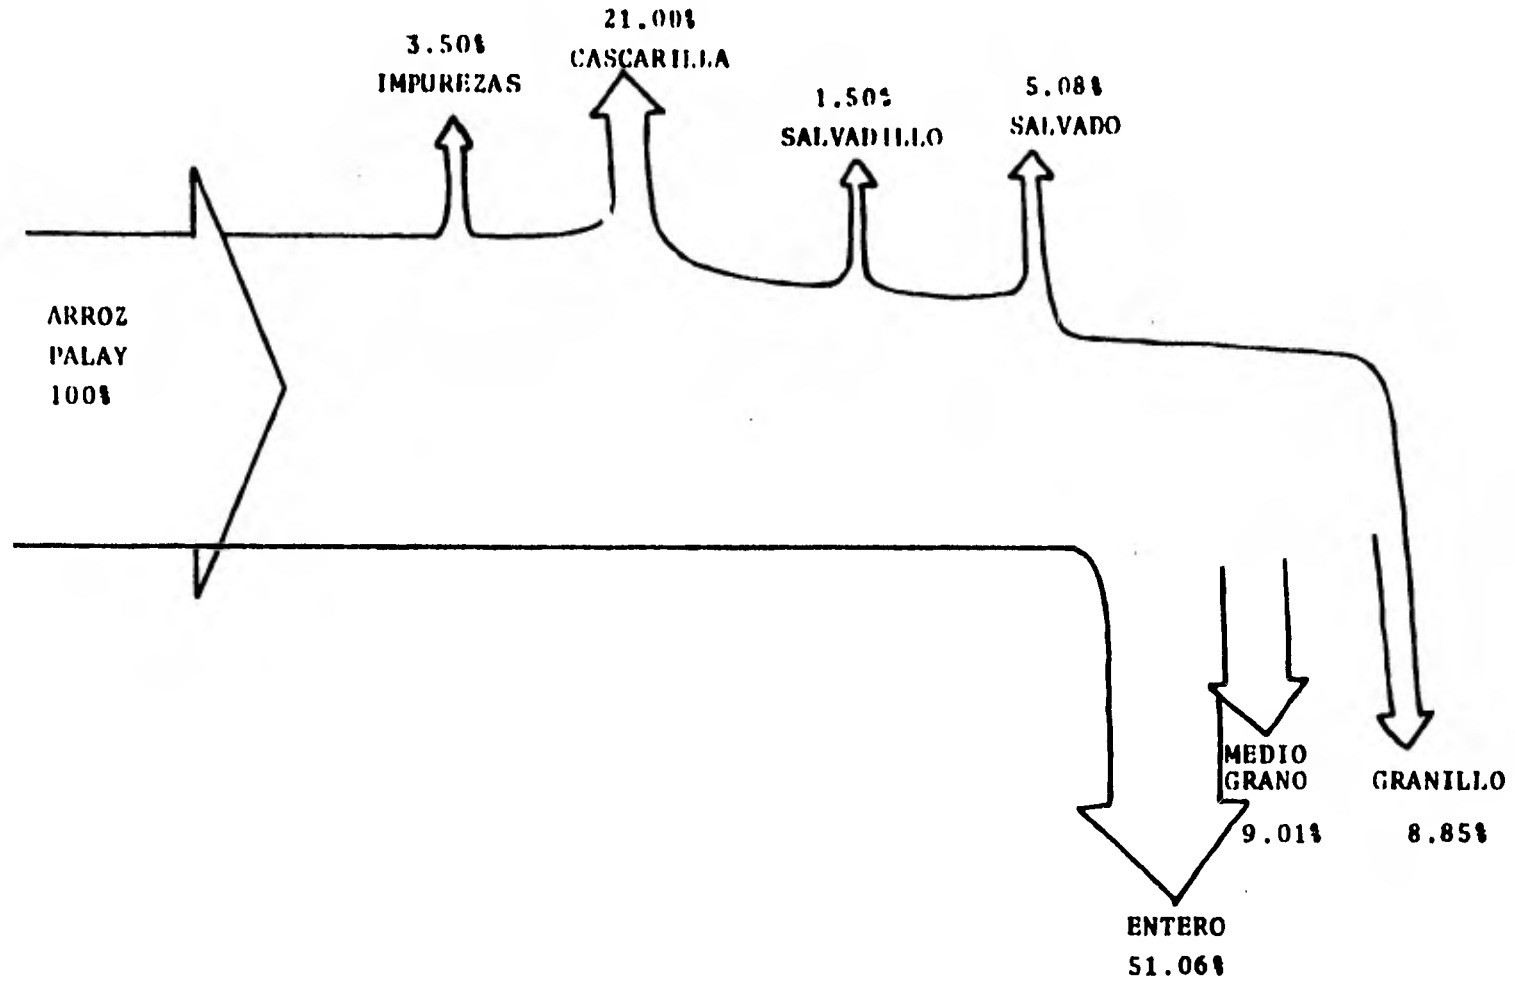 21.00%
CASCARILLA
3.50%
IMPUREZAS
1.50%
SALVADILLO
5.08%
SALVADO
ARROZ
PALAY
100%
MEDIO
GRANO
9.01%
GRANILLO
8.85%
ENTERO
51.06%